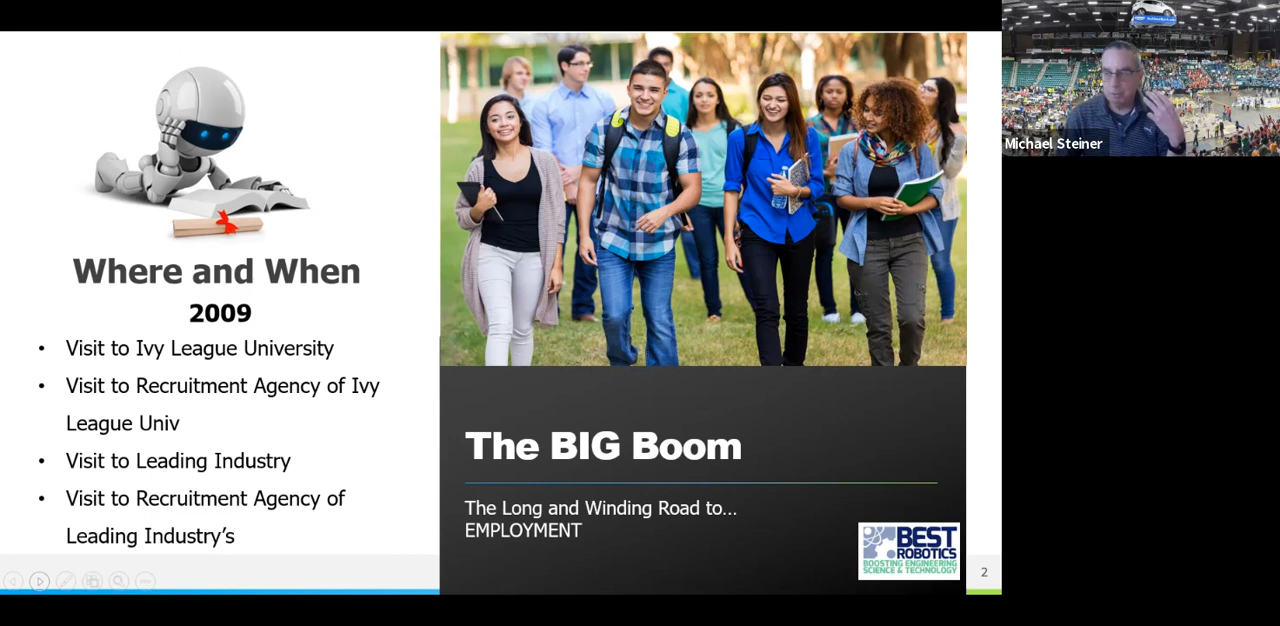 Where and When
2009
• Visit to Ivy League University
• Visit to Recruitment Agency of Ivy
League Univ
• Visit to Leading Industry
• Visit to Recruitment Agency of
Leading Industry’s
The BIG Boom
The Long and Winding Road to...
EMPLOYMENT
BEST
ROBOTICS
BOOSTING ENGINEERING
SCIENCE & TECHNOLOGY
2
Michael Steiner